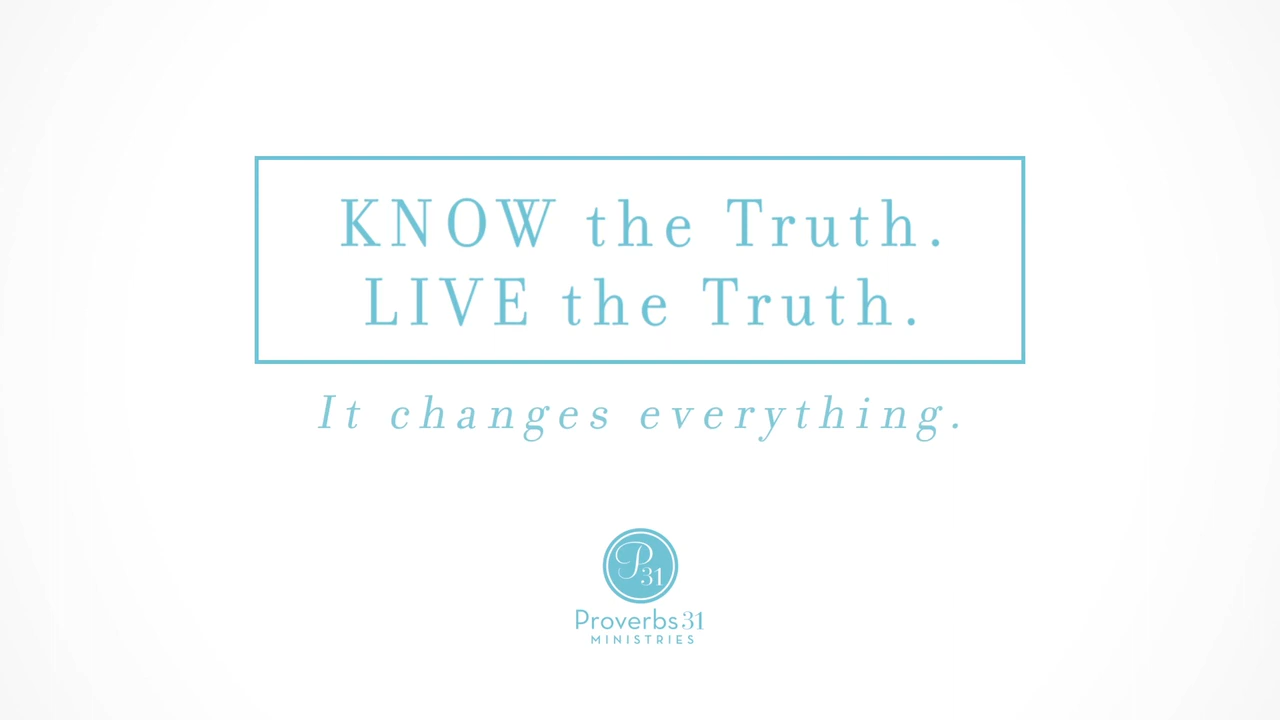 KNOW the Truth.
LIVE the Truth.
It changes everything.
P31
Proverbs 31
MINISTRIES